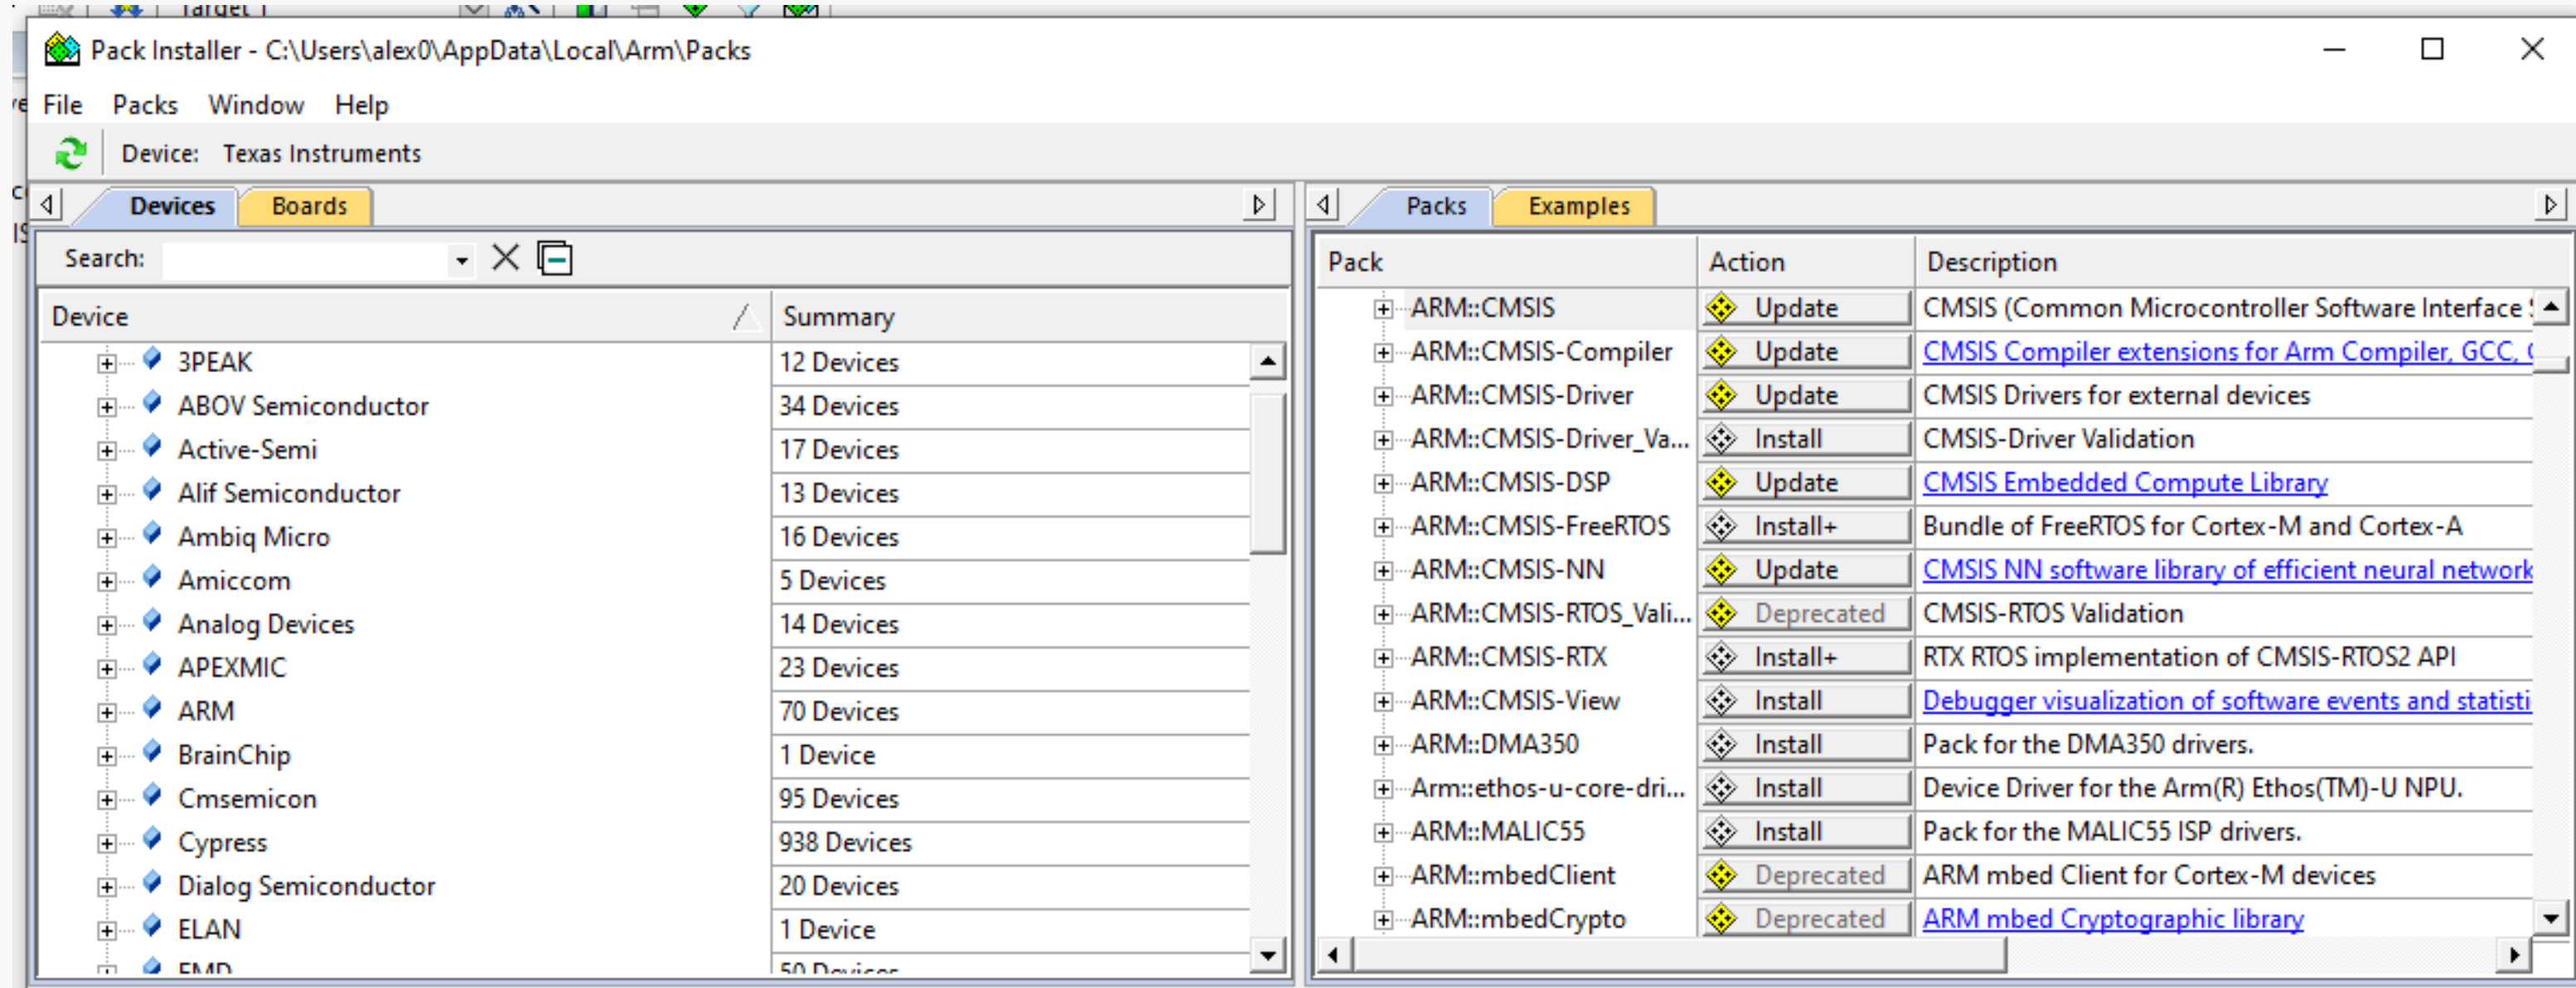 Target 1
Pack Installer - C:\Users\alex0\AppData\Local\Arm\Packs
File Packs Window Help
Device: Texas Instruments
Devices Boards
Search:
Device Summary
3PEAK 12 Devices
ABOV Semiconductor 34 Devices
Active-Semi 17 Devices
Alif Semiconductor 13 Devices
Ambiq Micro 16 Devices
Amiccom 5 Devices
Analog Devices 14 Devices
APEXMIC 23 Devices
ARM 70 Devices
BrainChip 1 Device
Cmsemicon 95 Devices
Cypress 938 Devices
Dialog Semiconductor 20 Devices
ELAN 1 Device
EMD 50 Devices
Packs Examples
Pack Action Description
ARM::CMSIS Update CMSIS (Common Microcontroller Software Interface
ARM::CMSIS-Compiler Update CMSIS Compiler extensions for Arm Compiler, GCC,
ARM::CMSIS-Driver Update CMSIS Drivers for external devices
ARM::CMSIS-Driver_Va... Install CMSIS-Driver Validation
ARM::CMSIS-DSP Update CMSIS Embedded Compute Library
ARM::CMSIS-FreeRTOS Install+ Bundle of FreeRTOS for Cortex-M and Cortex-A
ARM::CMSIS-NN Update CMSIS NN software library of efficient neural network
ARM::CMSIS-RTOS_Vali... Deprecated CMSIS-RTOS Validation
ARM::CMSIS-RTX Install+ RTX RTOS implementation of CMSIS-RTOS2 API
ARM::CMSIS-View Install Debugger visualization of software events and statisti
ARM::DMA350 Install Pack for the DMA350 drivers.
Arm::ethos-u-core-dri... Install Device Driver for the Arm(R) Ethos(TM)-U NPU.
ARM::MALIC55 Install Pack for the MALIC55 ISP drivers.
ARM::mbedClient Deprecated ARM mbed Client for Cortex-M devices
ARM::mbedCrypto Deprecated ARM mbed Cryptographic library